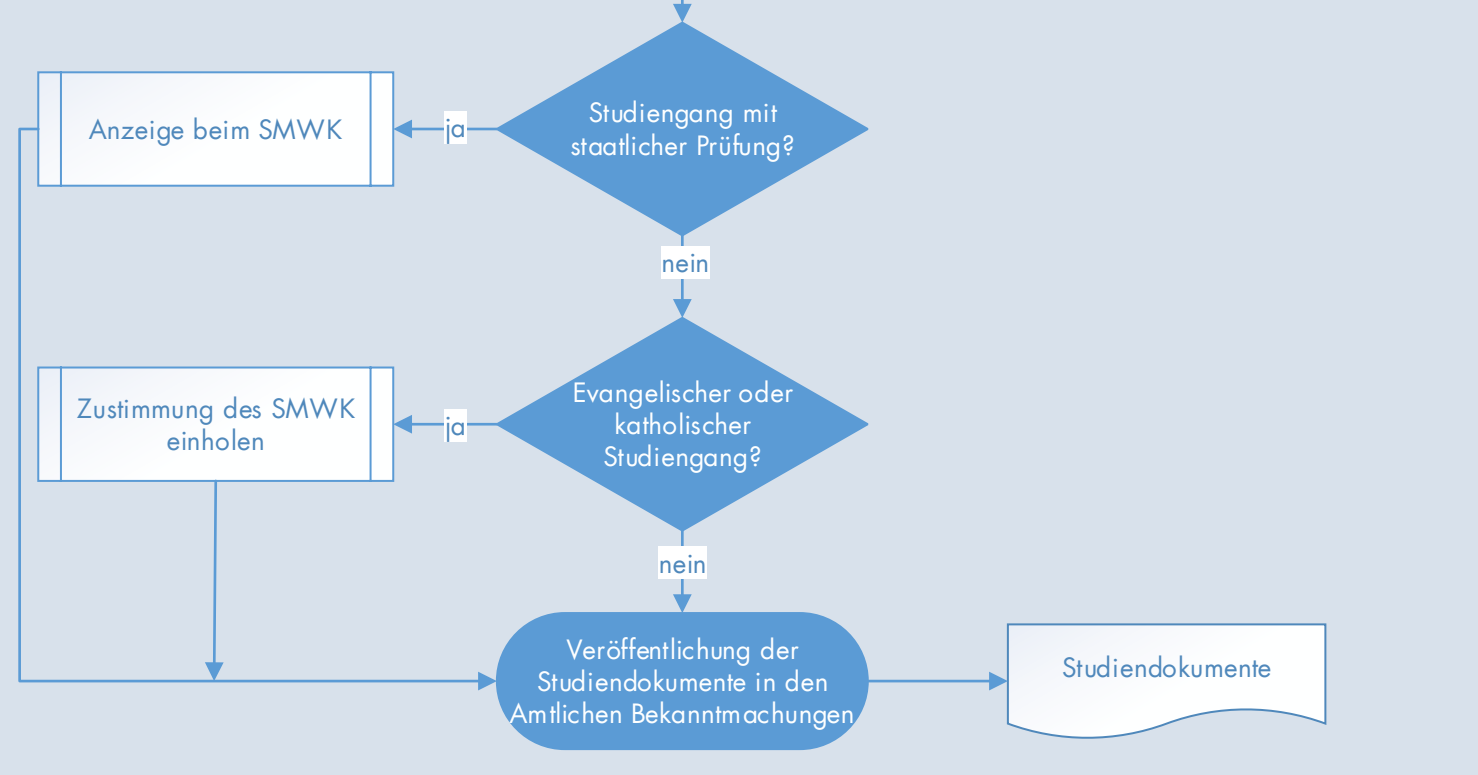 Studiengang mit
staatlicher Prüfung?
ja
Anzeige beim SMWK
nein
Evangelischer oder
katholischer
Studiengang?
ja
Zustimmung des SMWK
einholen
nein
Veröffentlichung der
Studiendokumente in den
Amtlichen Bekanntmachungen
Studiendokumente